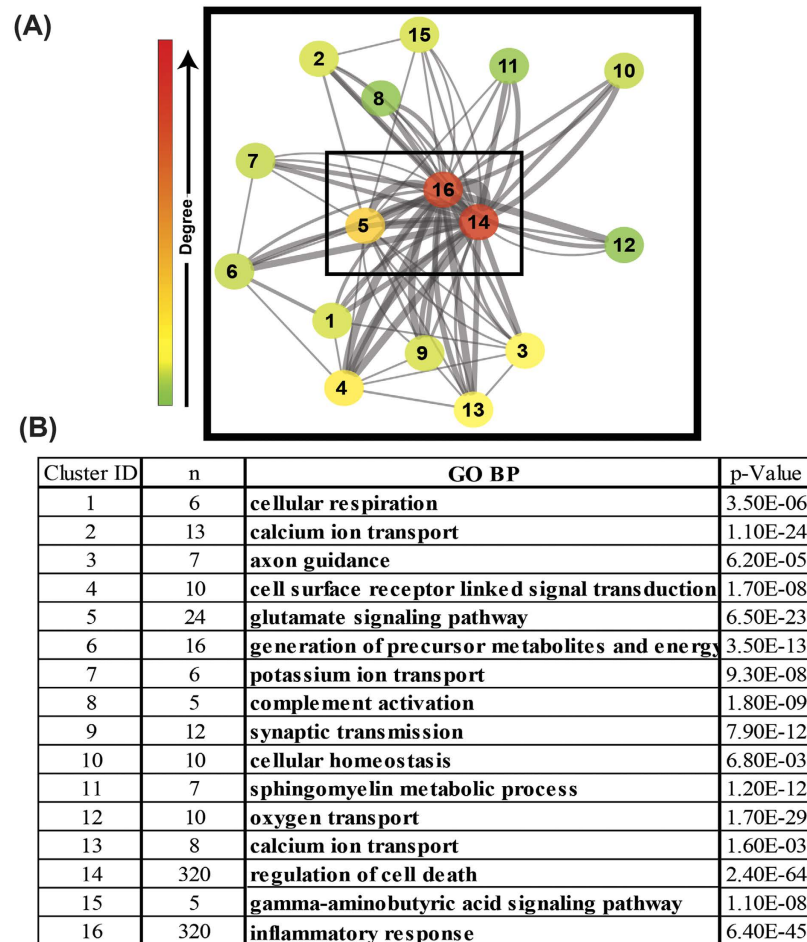 (A)
Degree
15
2
11
10
8
7
16
5
14
12
6
1
9
3
4
13
(B)
Cluster ID n GO BP p-Value
1 6 cellular respiration 3.50E-06
2 13 calcium ion transport 1.10E-24
3 7 axon guidance 6.20E-05
4 10 cell surface receptor linked signal transduction 1.70E-08
5 24 glutamate signaling pathway 6.50E-23
6 16 generation of precursor metabolites and energy 3.50E-13
7 6 potassium ion transport 9.30E-08
8 5 complement activation 1.80E-09
9 12 synaptic transmission 7.90E-12
10 10 cellular homeostasis 6.80E-03
11 7 sphingomyelin metabolic process 1.20E-12
12 10 oxygen transport 1.70E-29
13 8 calcium ion transport 1.60E-03
14 320 regulation of cell death 2.40E-64
15 5 gamma-aminobutyric acid signaling pathway 1.10E-08
16 320 inflammatory response 6.40E-45